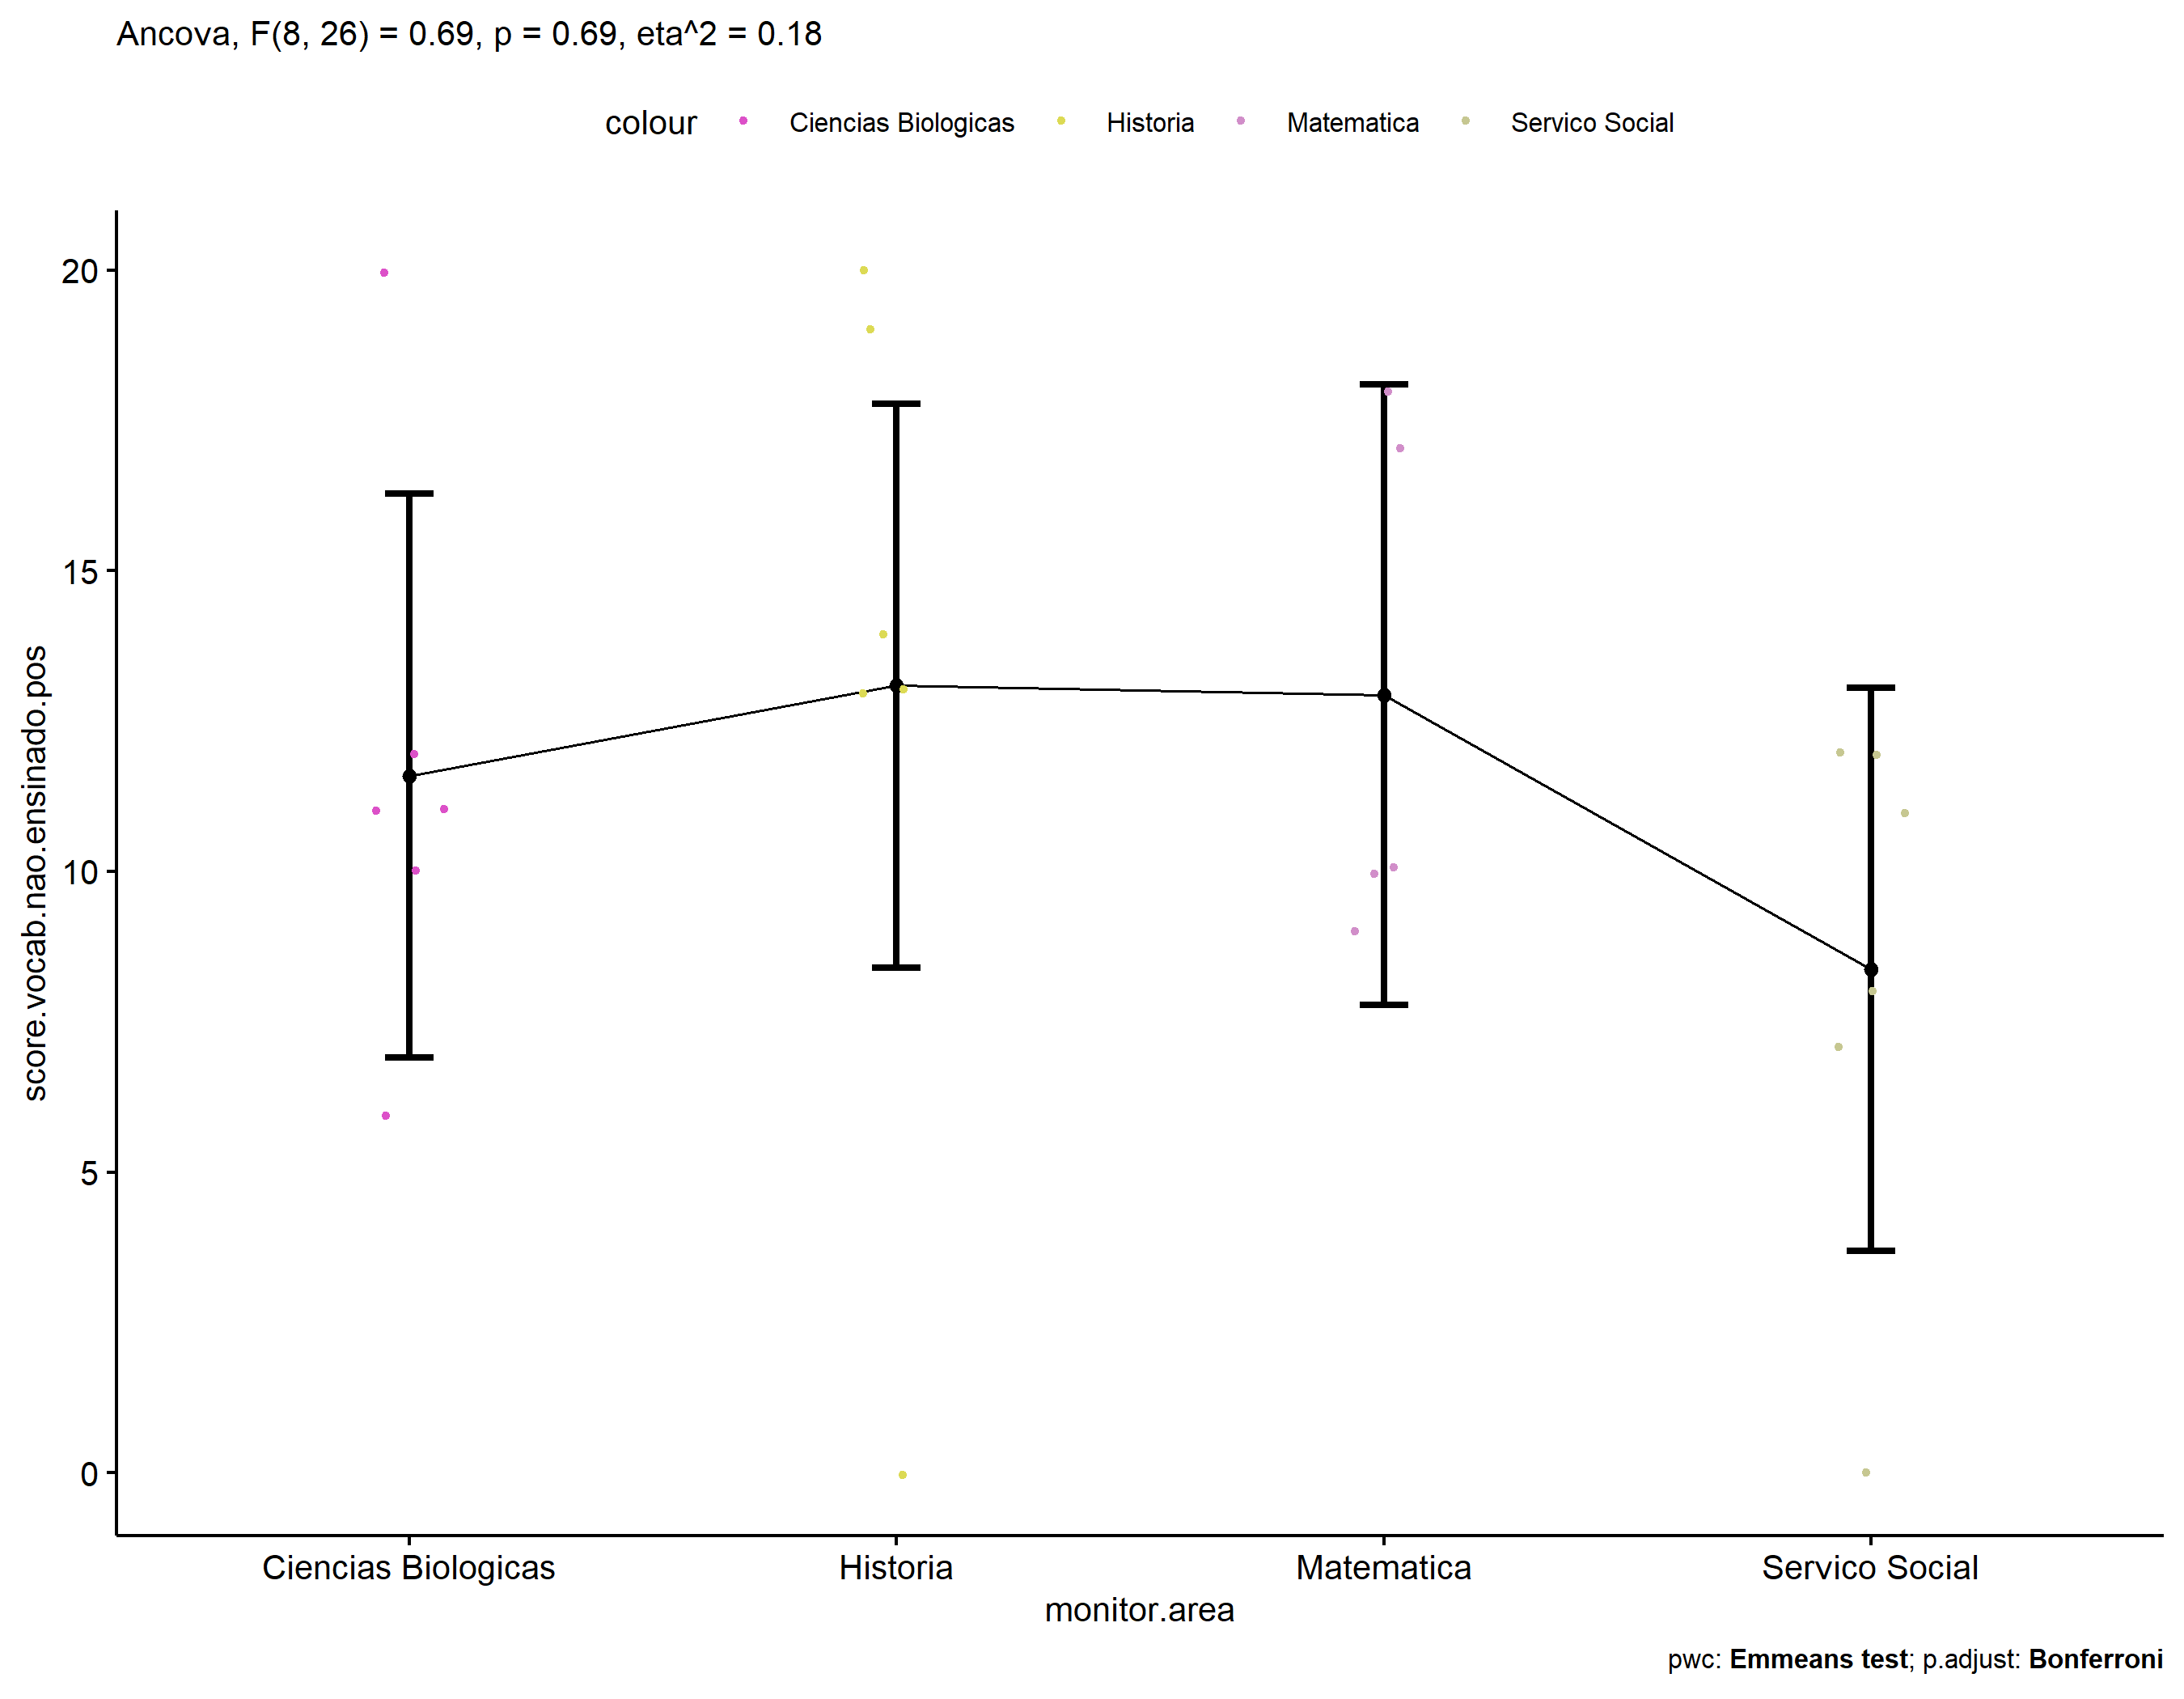 Ancova, F(8, 26) = 0.69, p = 0.69, eta^2 = 0.18
colour Ciencias Biologicas Historia Matematica Servico Social
score.vocab.nao.ensinado.pos
20
15
10
5
0
Ciencias Biologicas Historia Matematica Servico Social
monitor.area
pwc: Emmeans test; p.adjust: Bonferroni